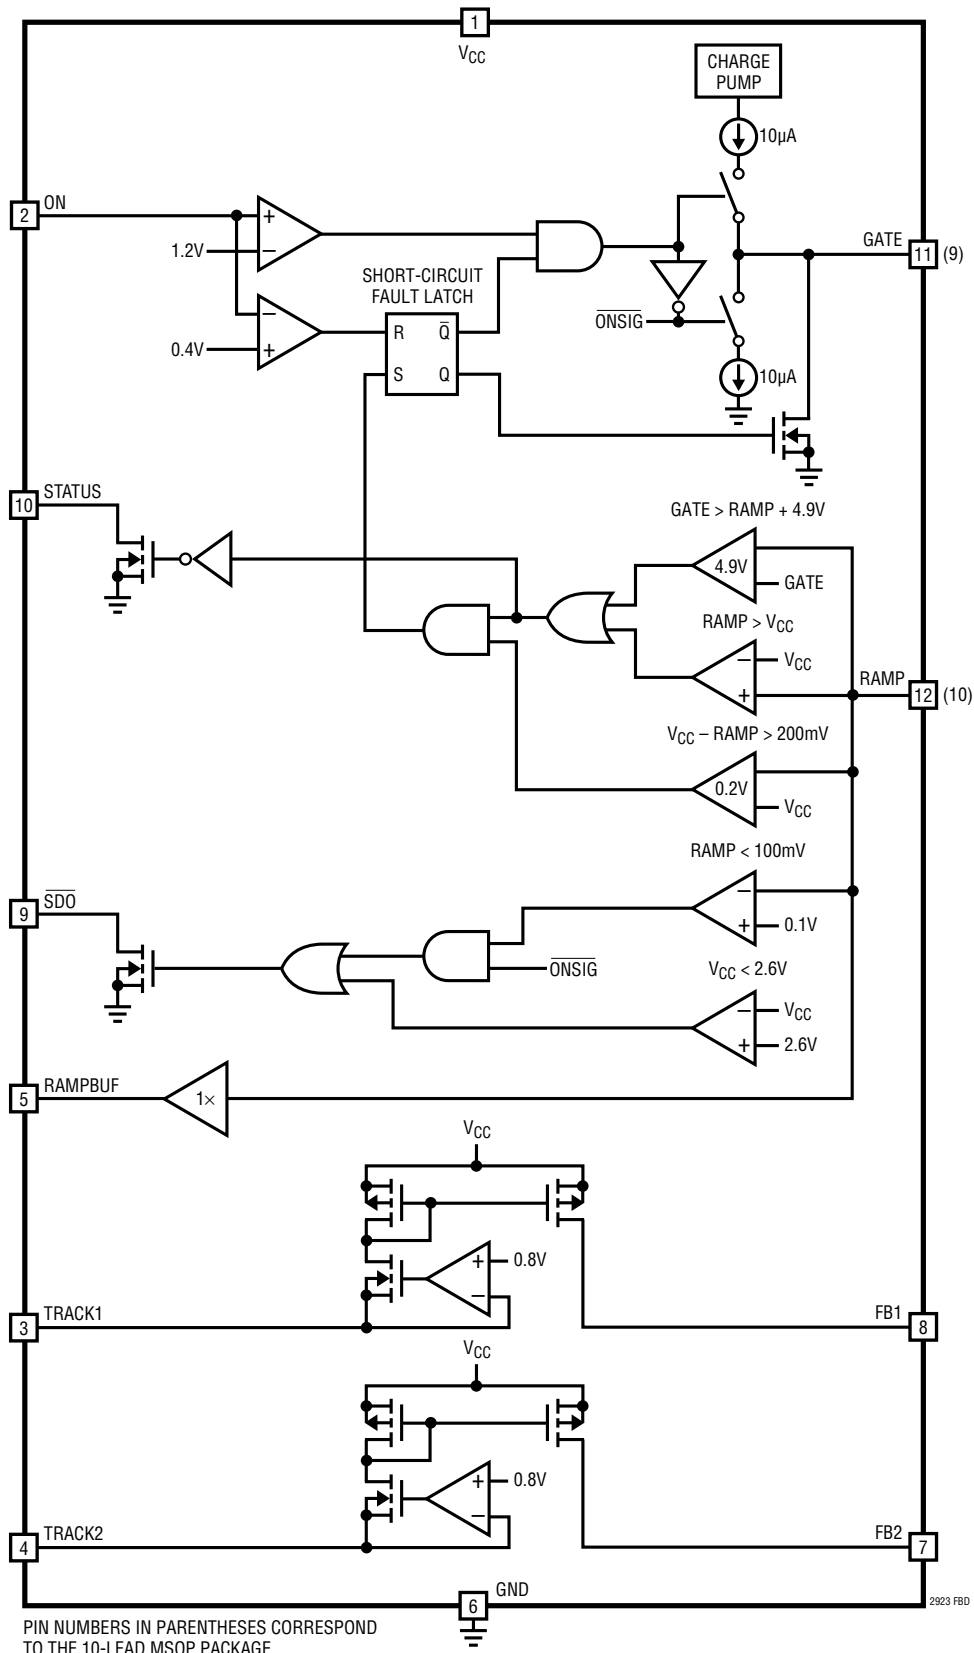 1
VCC
CHARGE
PUMP
10µA
2
ON
+
1.2V
−
GATE
11
(9)
SHORT-CIRCUIT
FAULT LATCH
−
0.4V
+
R
Q̅
S
Q
O̅N̅S̅I̅G̅
10µA
10
STATUS
GATE > RAMP + 4.9V
4.9V
GATE
RAMP > VCC
−
VCC
+
RAMP
12
(10)
VCC – RAMP > 200mV
0.2V
VCC
RAMP < 100mV
−
+
0.1V
9
S̅D̅O̅
O̅N̅S̅I̅G̅
VCC < 2.6V
−
VCC
+
2.6V
5
RAMPBUF
1×
VCC
+
0.8V
−
3
TRACK1
FB1
8
VCC
+
0.8V
−
4
TRACK2
FB2
7
6
GND
2923 FBD
PIN NUMBERS IN PARENTHESES CORRESPOND
TO THE 10-LEAD MSOP PACKAGE